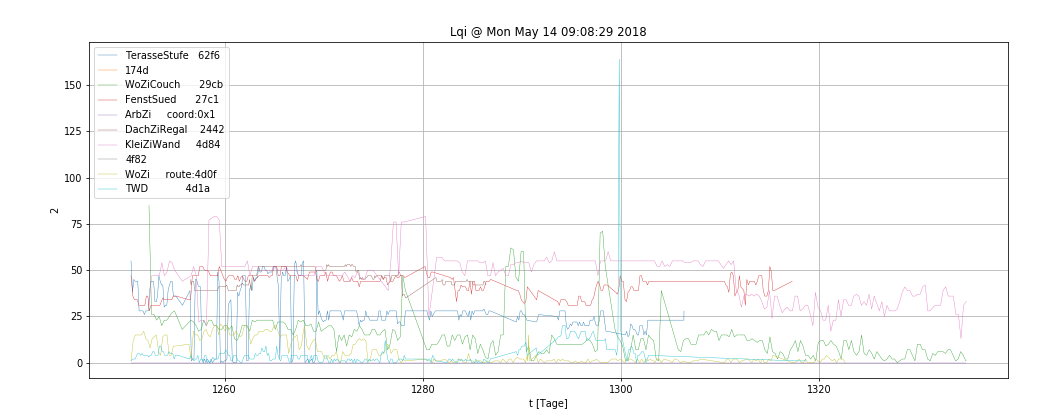 Lqi @ Mon May 14 09:08:29 2018
TerasseStufe 62f6
174d
WoZiCouch 29cb
FenstSued 27c1
ArbZi coord:0x1
DachZiRegal 2442
KleiZiWand 4d84
4f82
WoZi route:4d0f
TWD 4d1a
150
125
100
75
50
25
0
2
1260 1280 1300 1320
t [Tage]